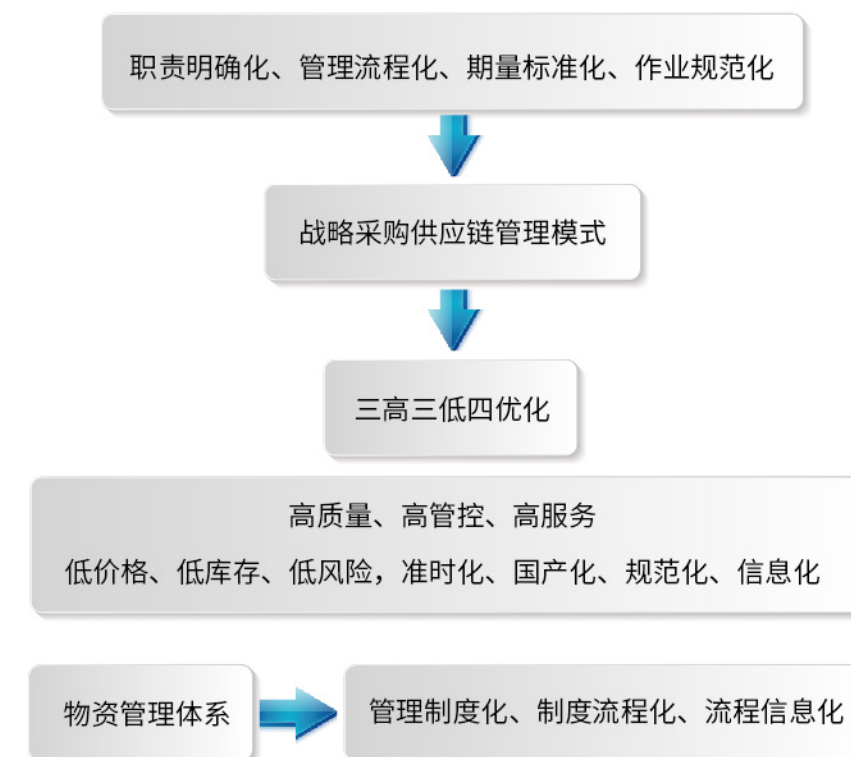 职责明确化、管理流程化、期量标准化、作业规范化
战略采购供应链管理模式
三高三低四优化
高质量、高管控、高服务
低价格、低库存、低风险，准时化、国产化、规范化、信息化
物资管理体系
管理制度化、制度流程化、流程信息化